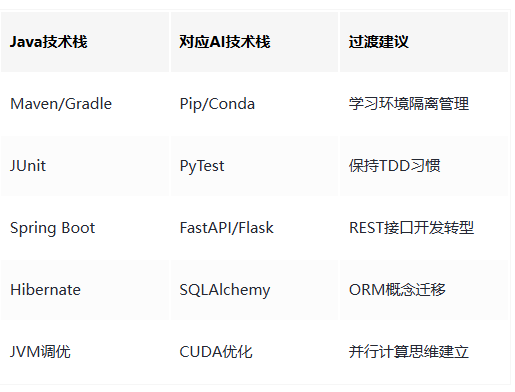 Java技术栈 对应AI技术栈 过渡建议
Maven/Gradle Pip/Conda 学习环境隔离管理
JUnit PyTest 保持TDD习惯
Spring Boot FastAPI/Flask REST接口开发转型
Hibernate SQLAlchemy ORM概念迁移
JVM调优 CUDA优化 并行计算思维建立